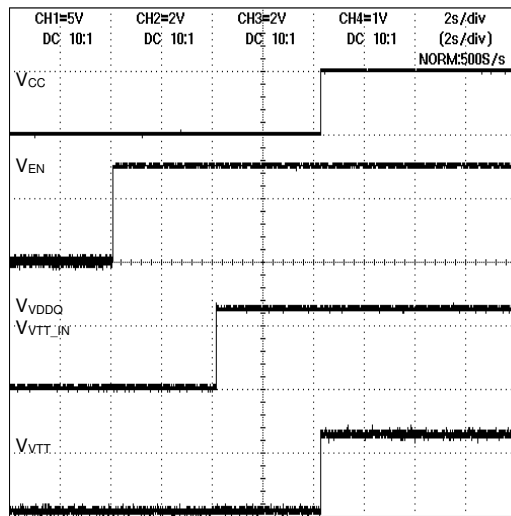 CH1=5V CH2=2V CH3=2V CH4=1V 2s/div
DC 10:1 DC 10:1 DC 10:1 DC 10:1 (2s/div)
NORM:500S/s
VCC
VEN
VVDDQ
VVTT_IN
VVTT